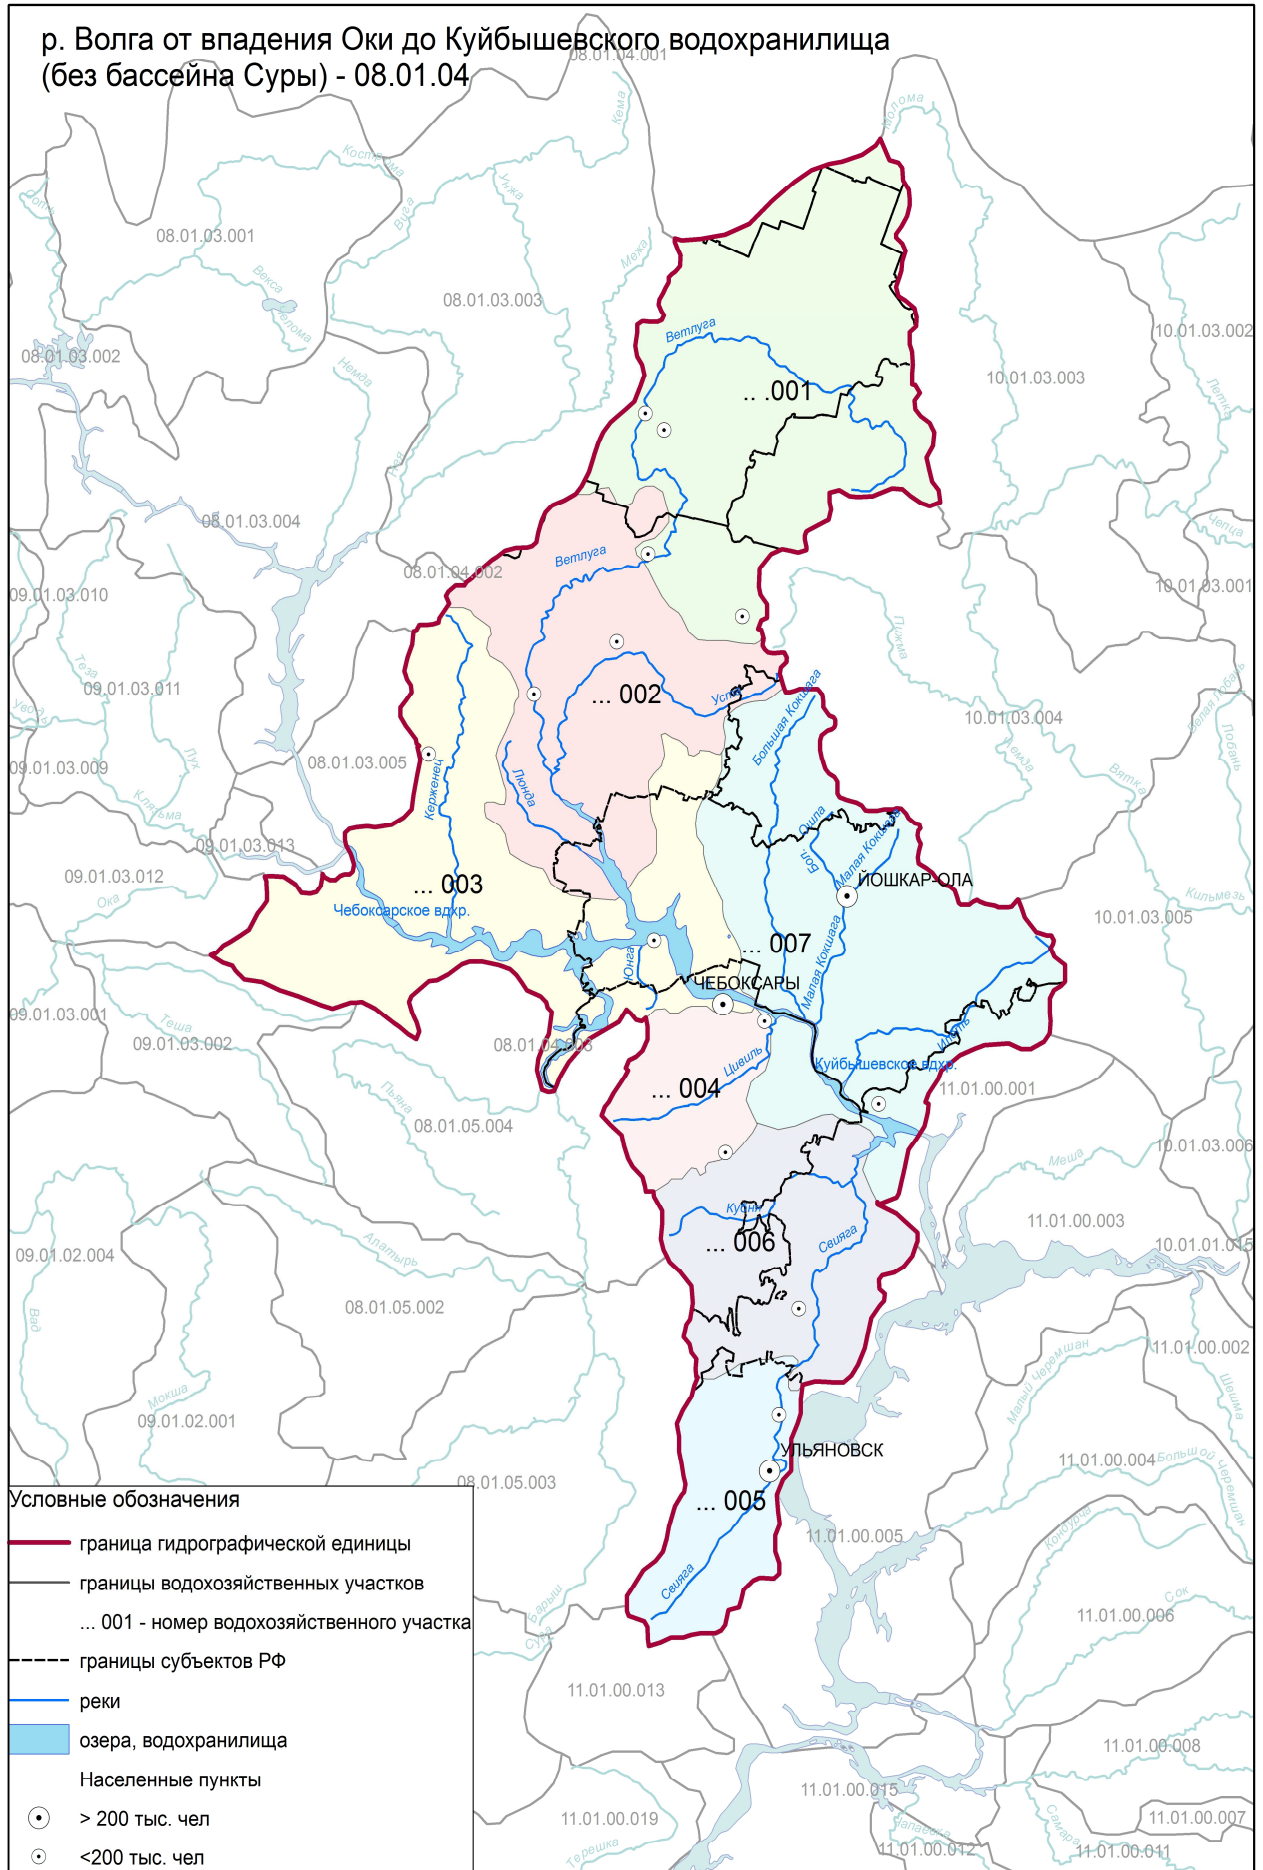 р. Волга от впадения Оки до Куйбышевского водохранилища
(без бассейна Суры) - 08.01.04
08.01.04.001
Кема
Молома
Кострома
Унжа
Вуга
08.01.03.001
Межа
Векса
08.01.03.003
Ветлуга
10.01.03.002
08.01.03.002
Немда
10.01.03.003
.. .001
Летка
Нея
08.01.03.004
Чепца
Ветлуга
08.01.04.002
10.01.03.001
09.01.03.010
Пижма
Теза
09.01.03.011
... 002
Уста
Большая Кокшага
Белая
Уводь
10.01.03.004
Лобань
Немда
Лух
08.01.03.005
09.01.03.009
Вятка
Люнда
Керженец
Клязьма
Ошла
Бол.
Малая Кокшага
09.01.03.013
09.01.03.012
Ока
... 003
ЙОШКАР-ОЛА
Кильмезь
Чебоксарское вдхр.
10.01.03.005
... 007
Юнга
Малая Кокшага
ЧЕБОКСАРЫ
09.01.03.001
Теша
09.01.03.002
08.01.04.003
Илеть
Цивиль
Куйбышевское вдхр.
... 004
11.01.00.001
Пьяна
08.01.05.004
10.01.03.006
Меша
Кубня
11.01.00.003
Алатырь
09.01.02.004
... 006
Свияга
10.01.01.015
08.01.05.002
Вад
11.01.00.002
Малый Черемшан
Шешма
Мокша
09.01.02.001
УЛЬЯНОВСК
11.01.00.004
Большой Черемшан
08.01.05.003
... 005
11.01.00.005
Кондурча
Свияга
Сок
11.01.00.006
Барыш
Сура
11.01.00.013
11.01.00.008
11.01.00.015
11.01.00.019
11.01.00.007
Самара
Чапаевка
11.01.00.012
11.01.00.011
Терешка
Условные обозначения
граница гидрографической единицы
границы водохозяйственных участков
... 001 - номер водохозяйственного участка
границы субъектов РФ
реки
озера, водохранилища
Населенные пункты
> 200 тыс. чел
<200 тыс. чел